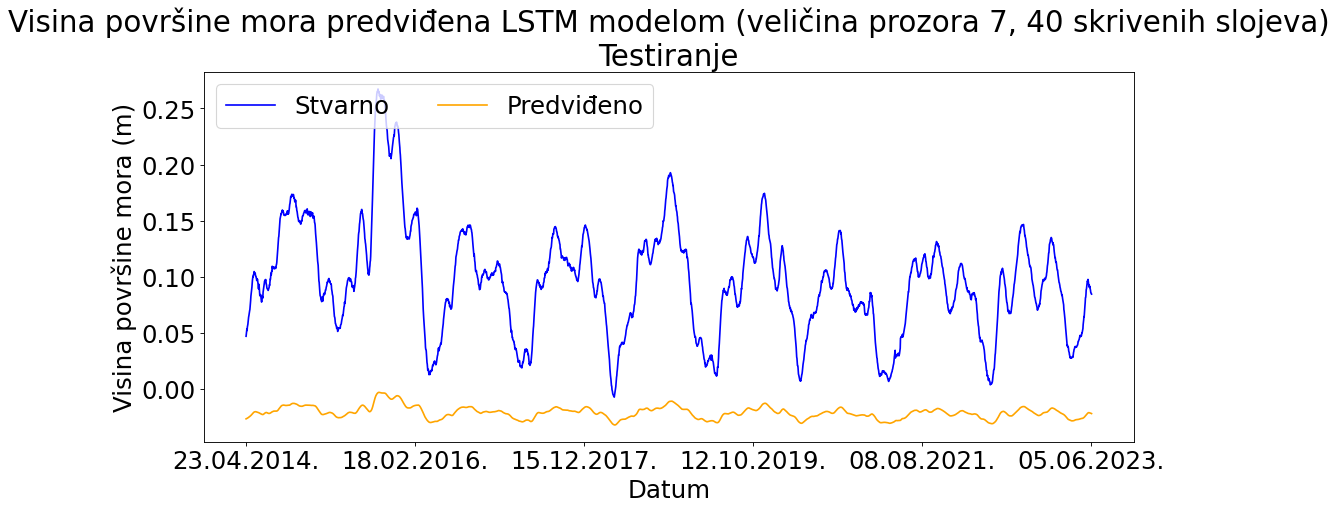 Visina površine mora predviđena LSTM modelom (veličina prozora 7, 40 skrivenih slojeva)
Testiranje
Stvarno
Predviđeno
Visina površine mora (m)
0.25
0.20
0.15
0.10
0.05
0.00
23.04.2014.
18.02.2016.
15.12.2017.
12.10.2019.
08.08.2021.
05.06.2023.
Datum